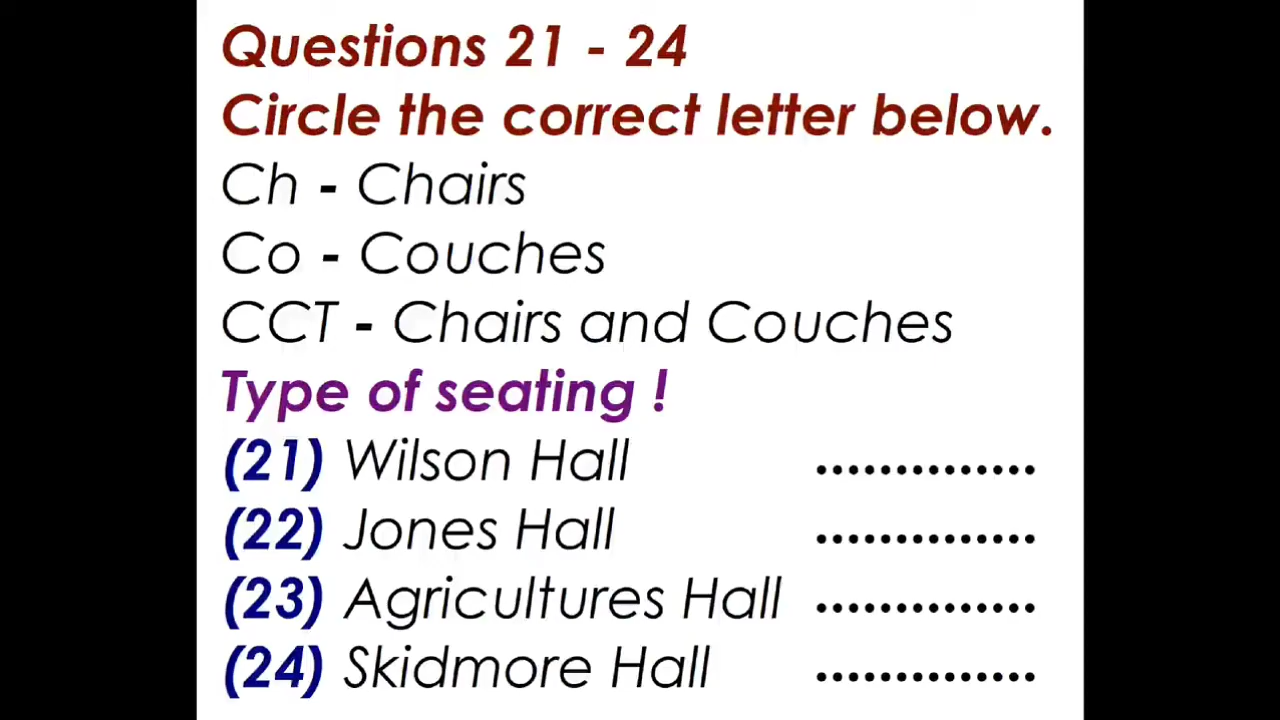 Questions 21 - 24
Circle the correct letter below.
Ch - Chairs
Co - Couches
CCT - Chairs and Couches
Type of seating !
(21) Wilson Hall ..............
(22) Jones Hall ..............
(23) Agricultures Hall ..............
(24) Skidmore Hall ..............